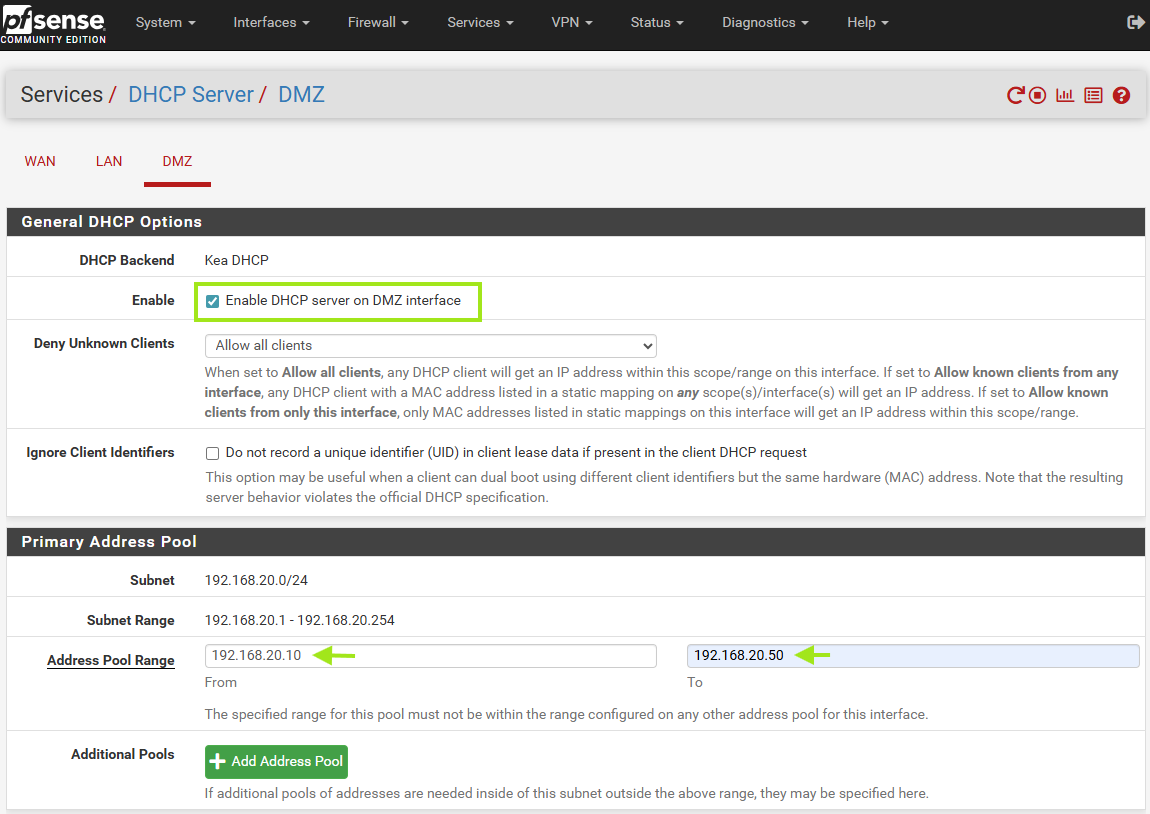 pfsense
COMMUNITY EDITION
System Interfaces Firewall Services VPN Status Diagnostics Help
Services / DHCP Server / DMZ
WAN LAN DMZ
General DHCP Options
DHCP Backend Kea DHCP
Enable Enable DHCP server on DMZ interface
Deny Unknown Clients Allow all clients
When set to Allow all clients, any DHCP client will get an IP address within this scope/range on this interface. If set to Allow known clients from any
interface, any DHCP client with a MAC address listed in a static mapping on any scope(s)/interface(s) will get an IP address. If set to Allow known
clients from only this interface, only MAC addresses listed in static mappings on this interface will get an IP address within this scope/range.
Ignore Client Identifiers Do not record a unique identifier (UID) in client lease data if present in the client DHCP request
This option may be useful when a client can dual boot using different client identifiers but the same hardware (MAC) address. Note that the resulting
server behavior violates the official DHCP specification.
Primary Address Pool
Subnet 192.168.20.0/24
Subnet Range 192.168.20.1 - 192.168.20.254
Address Pool Range 192.168.20.10 192.168.20.50
From To
The specified range for this pool must not be within the range configured on any other address pool for this interface.
Additional Pools Add Address Pool
If additional pools of addresses are needed inside of this subnet outside the above range, they may be specified here.